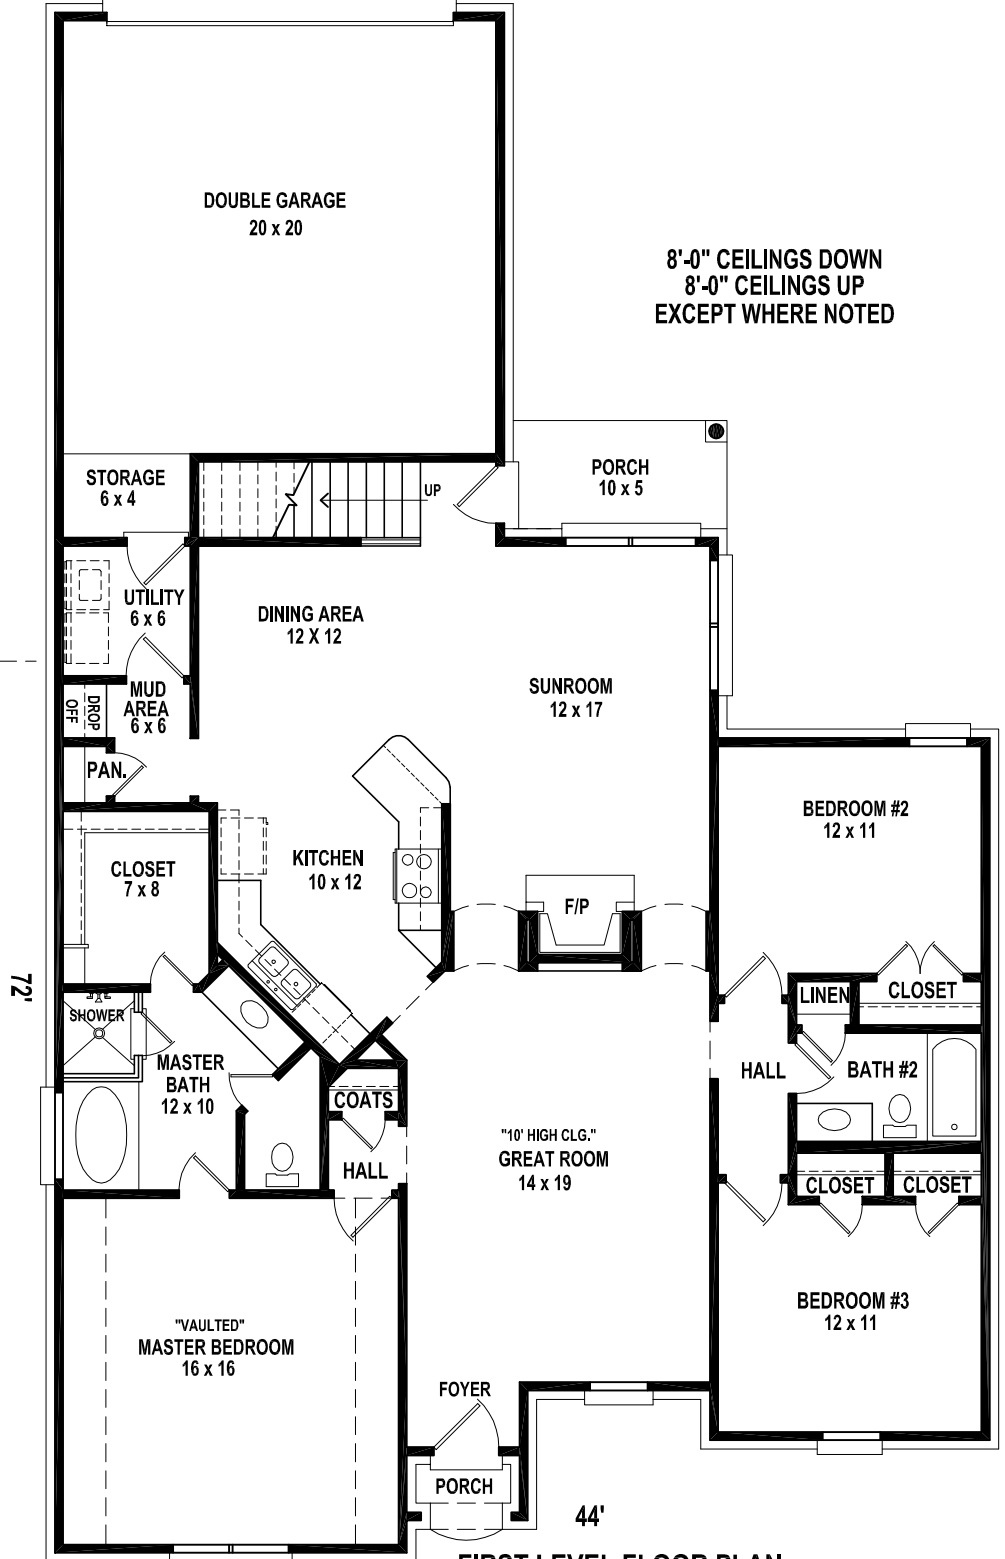 DOUBLE GARAGE
20 x 20
8'-0" CEILINGS DOWN
8'-0" CEILINGS UP
EXCEPT WHERE NOTED
STORAGE
6 x 4
UP
PORCH
10 x 5
UTILITY
6 x 6
DINING AREA
12 X 12
SUNROOM
12 x 17
MUD
AREA
6 x 6
DROP
OFF
PAN.
BEDROOM #2
12 x 11
KITCHEN
10 x 12
CLOSET
7 x 8
F/P
72'
SHOWER
LINEN
CLOSET
MASTER
BATH
12 x 10
HALL
BATH #2
COATS
"10' HIGH CLG."
GREAT ROOM
14 x 19
HALL
CLOSET
CLOSET
BEDROOM #3
12 x 11
"VAULTED"
MASTER BEDROOM
16 x 16
FOYER
PORCH
44'
FIRST LEVEL FLOOR PLAN